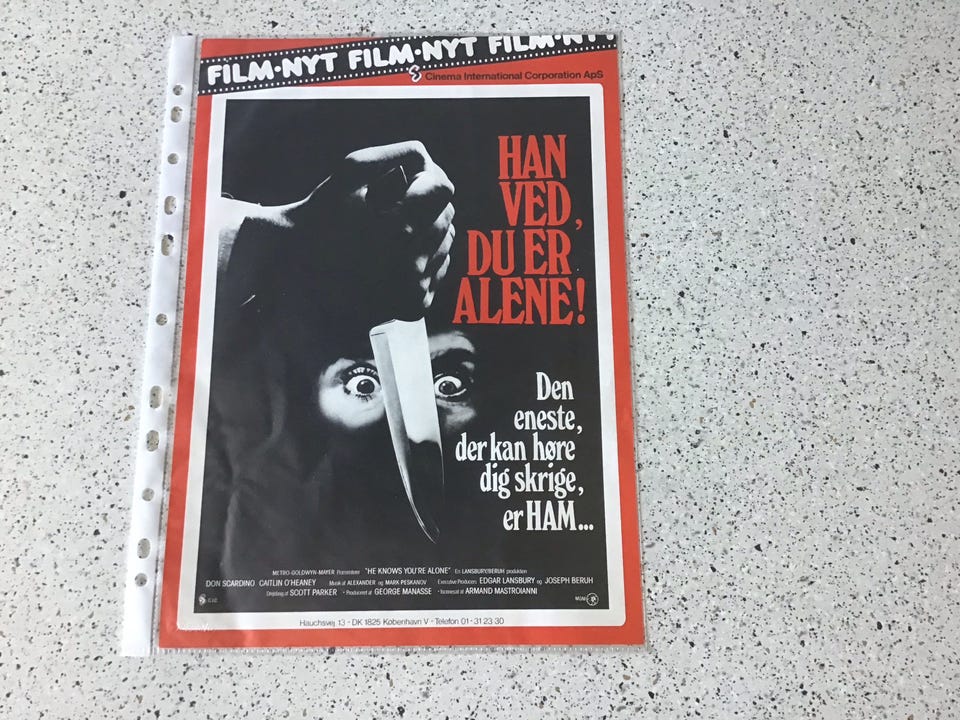 FILM·NYT FILM·NYT FILM·NYT
Cinema International Corporation ApS
HAN
VED,
DU ER
ALENE!
Den
eneste,
der kan høre
dig skrige,
er HAM...
METRO-GOLDWYN-MAYER Præsenterer "HE KNOWS YOU'RE ALONE" En LANSBURY/BERUH produktion
DON SCARDINO CAITLIN O'HEANEY Musik af ALEXANDER og MARK PESKANOV Executive Producers EDGAR LANSBURY og JOSEPH BERUH
Drejebog af SCOTT PARKER · Produceret af GEORGE MANASSE · Iscenesat af ARMAND MASTROIANNI
C.I.C. MGM
Hauchsvej 13 - DK 1825 København V - Telefon 01-31 23 30